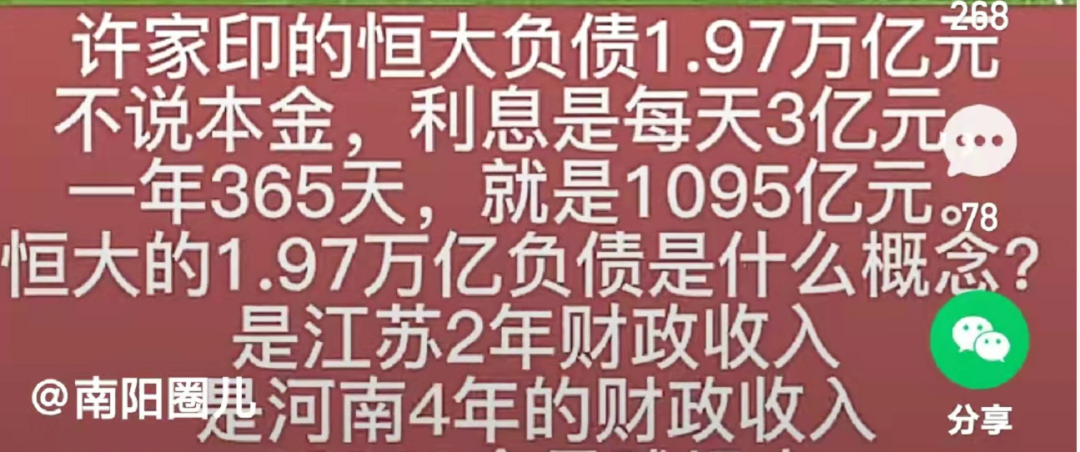 268
许家印的恒大负债1.97万亿元
不说本金，利息是每天3亿元，
一年365天，就是1095亿元。
78
恒大的1.97万亿负债是什么概念？
是江苏2年财政收入
@南阳圈儿
是河南4年的财政收入
分享